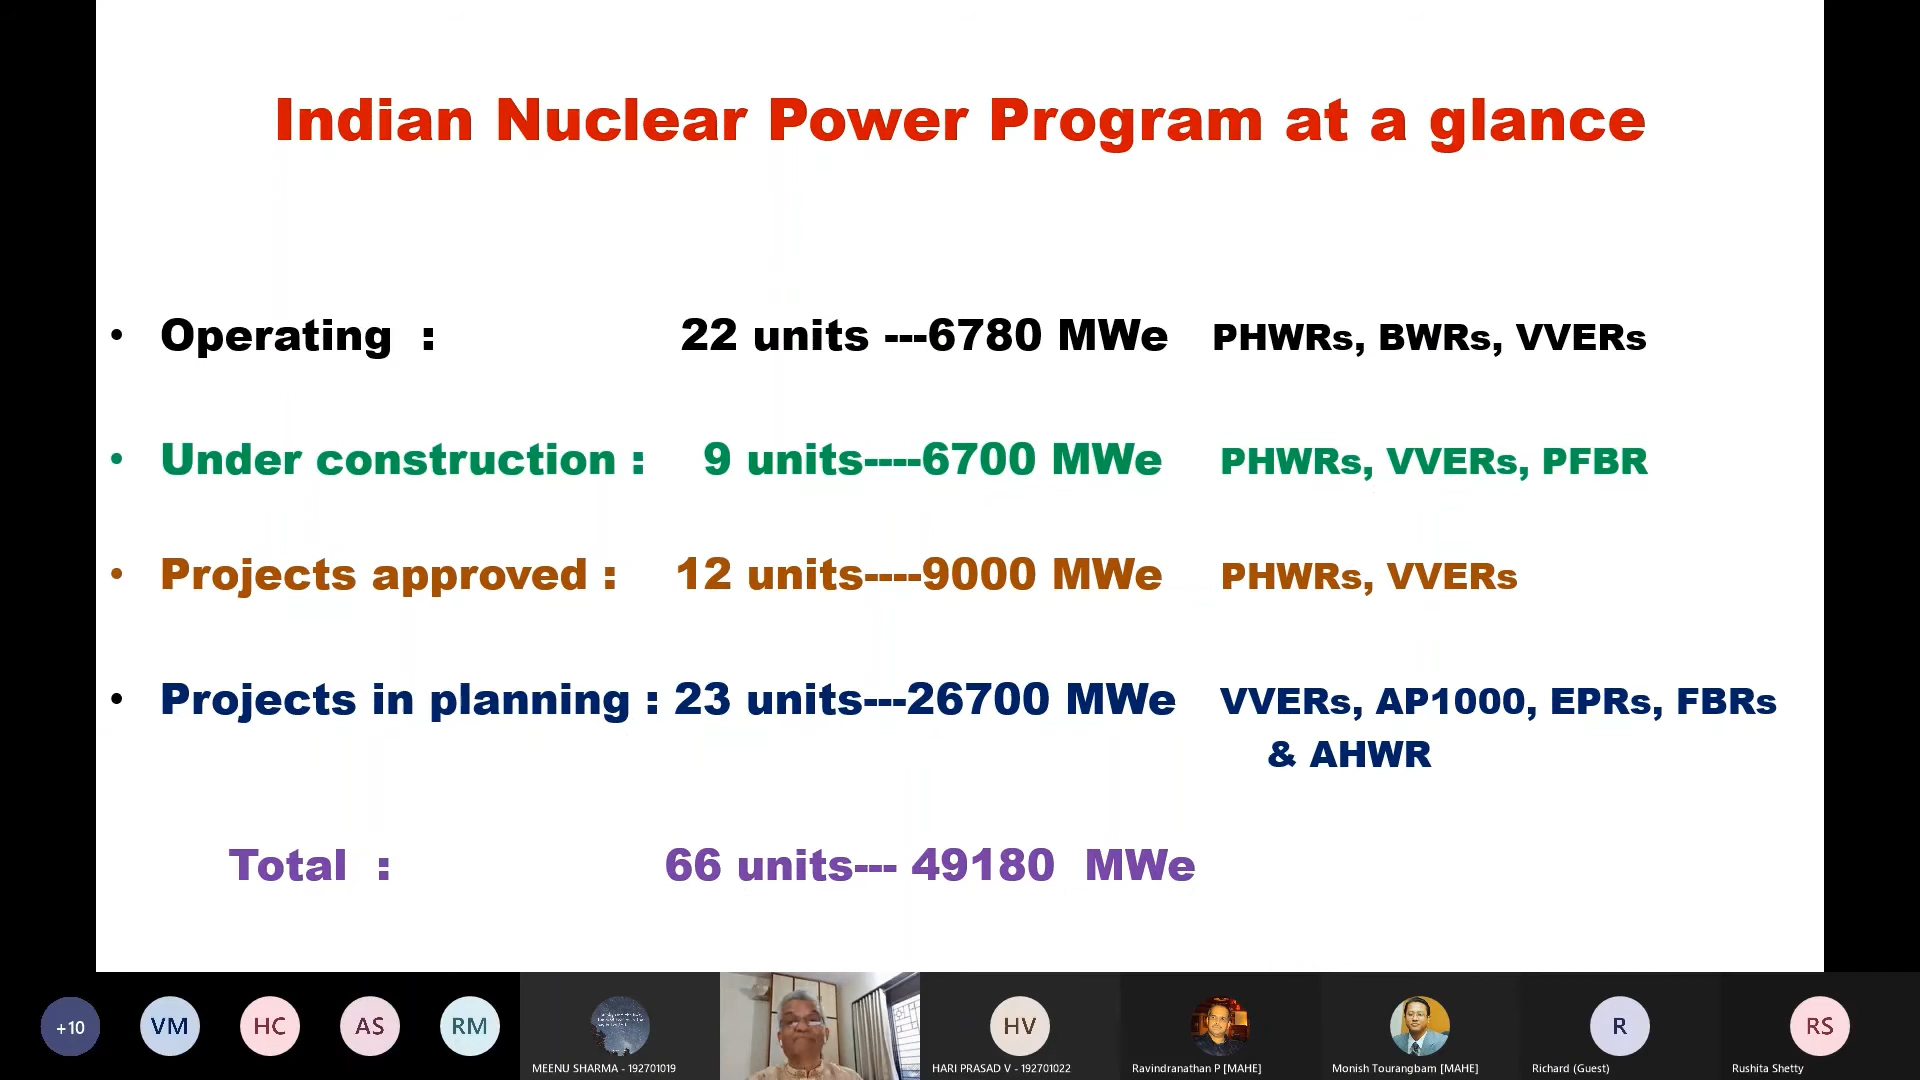 Indian Nuclear Power Program at a glance
• Operating : 22 units ---6780 MWe PHWRs, BWRs, VVERs
• Under construction : 9 units----6700 MWe PHWRs, VVERs, PFBR
• Projects approved : 12 units----9000 MWe PHWRs, VVERs
• Projects in planning : 23 units---26700 MWe VVERs, AP1000, EPRs, FBRs
& AHWR
Total : 66 units--- 49180 MWe
+10 VM HC AS RM HV R RS
MEENU SHARMA - 192701019 HARI PRASAD V - 192701022 Ravindranathan P [MAHE] Monish Tourangbam [MAHE] Richard (Guest) Rushita Shetty